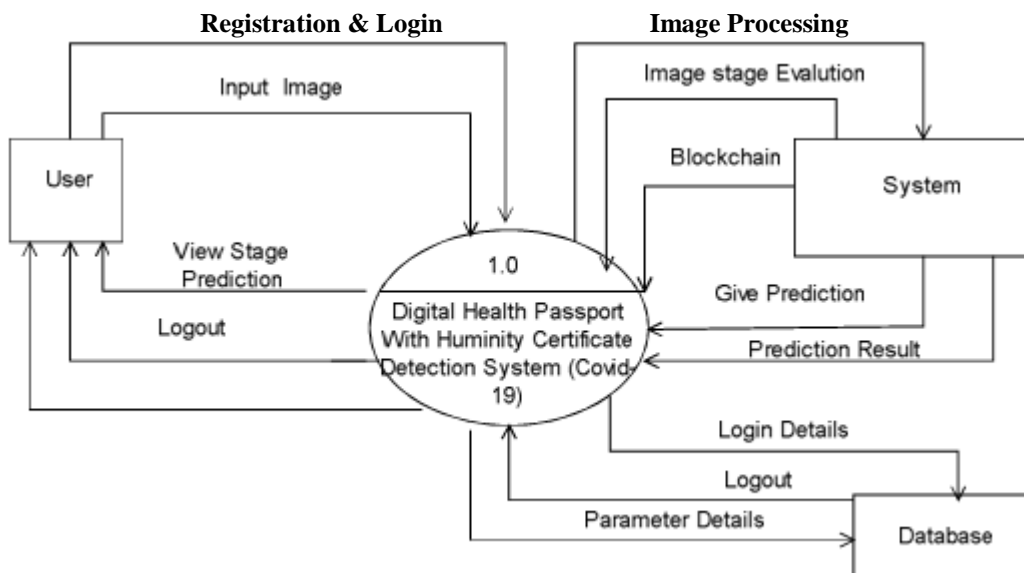 Registration & Login
Image Processing
Input Image
Image stage Evalution
User
Blockchain
System
View Stage
Prediction
1.0
Digital Health Passport
With Huminity Certificate
Detection System (Covid-
19)
Give Prediction
Logout
Prediction Result
Login Details
Logout
Parameter Details
Database